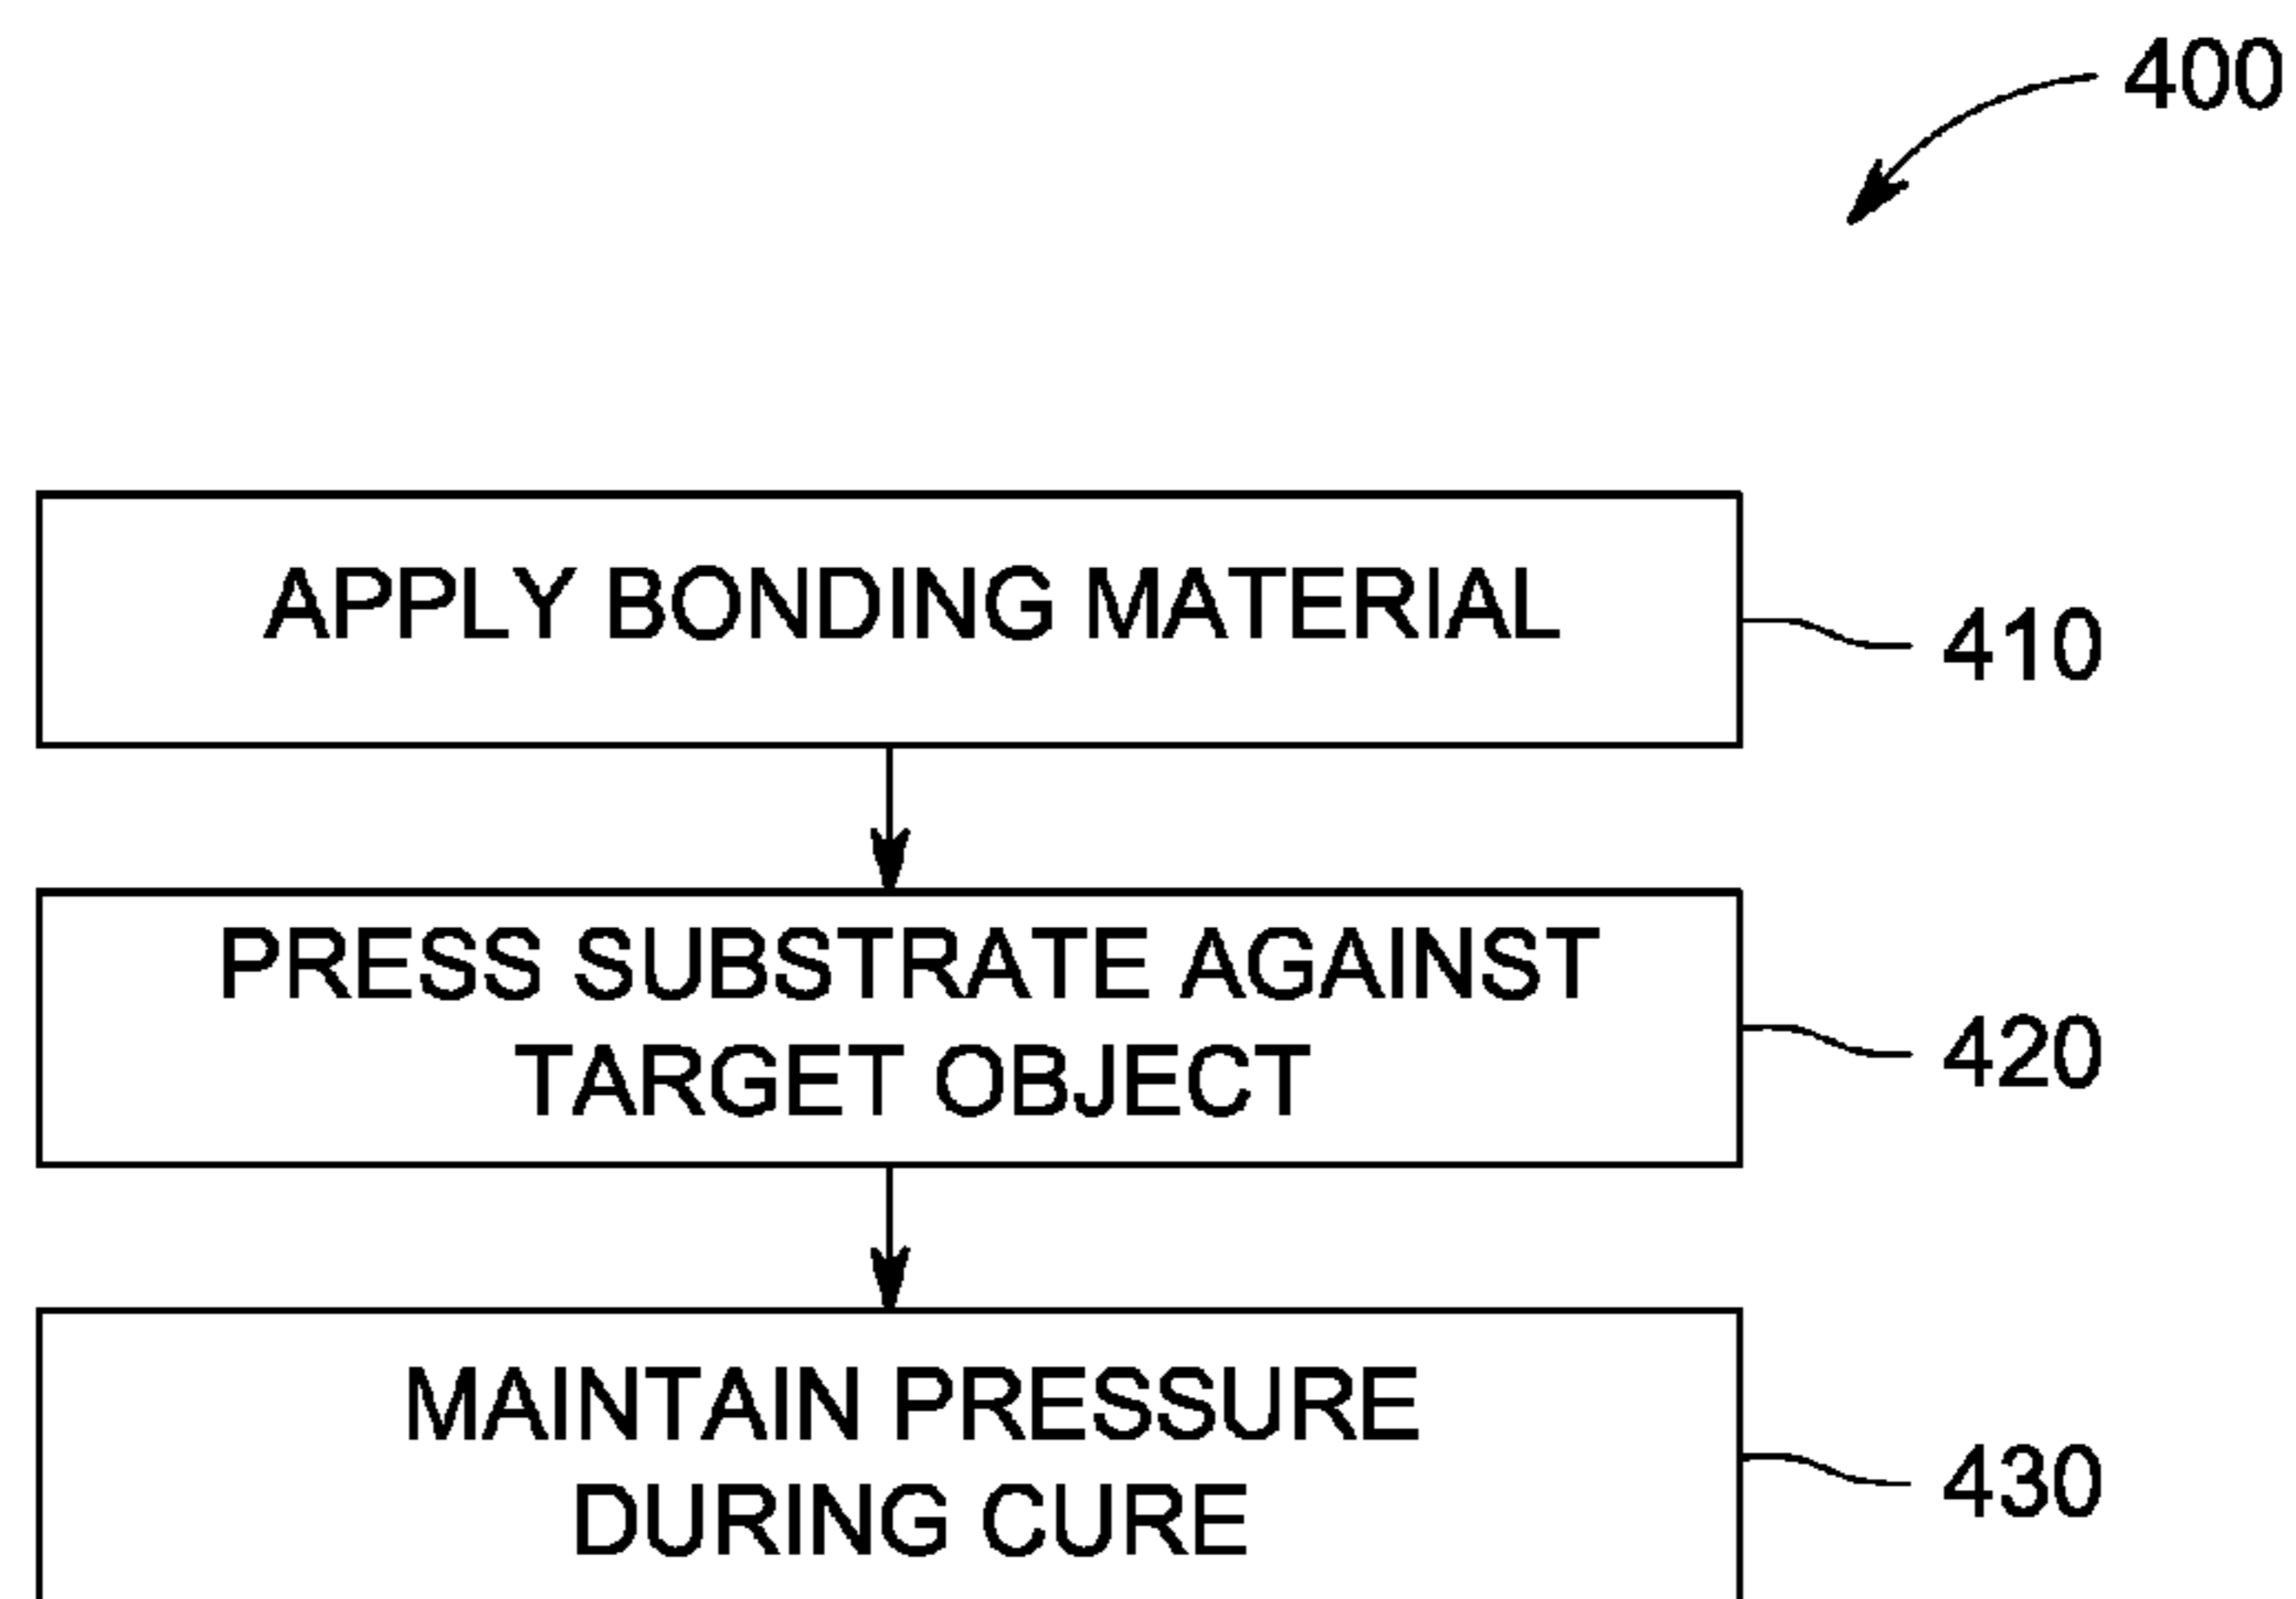 400
APPLY BONDING MATERIAL
410
PRESS SUBSTRATE AGAINST
TARGET OBJECT
420
MAINTAIN PRESSURE
DURING CURE
430